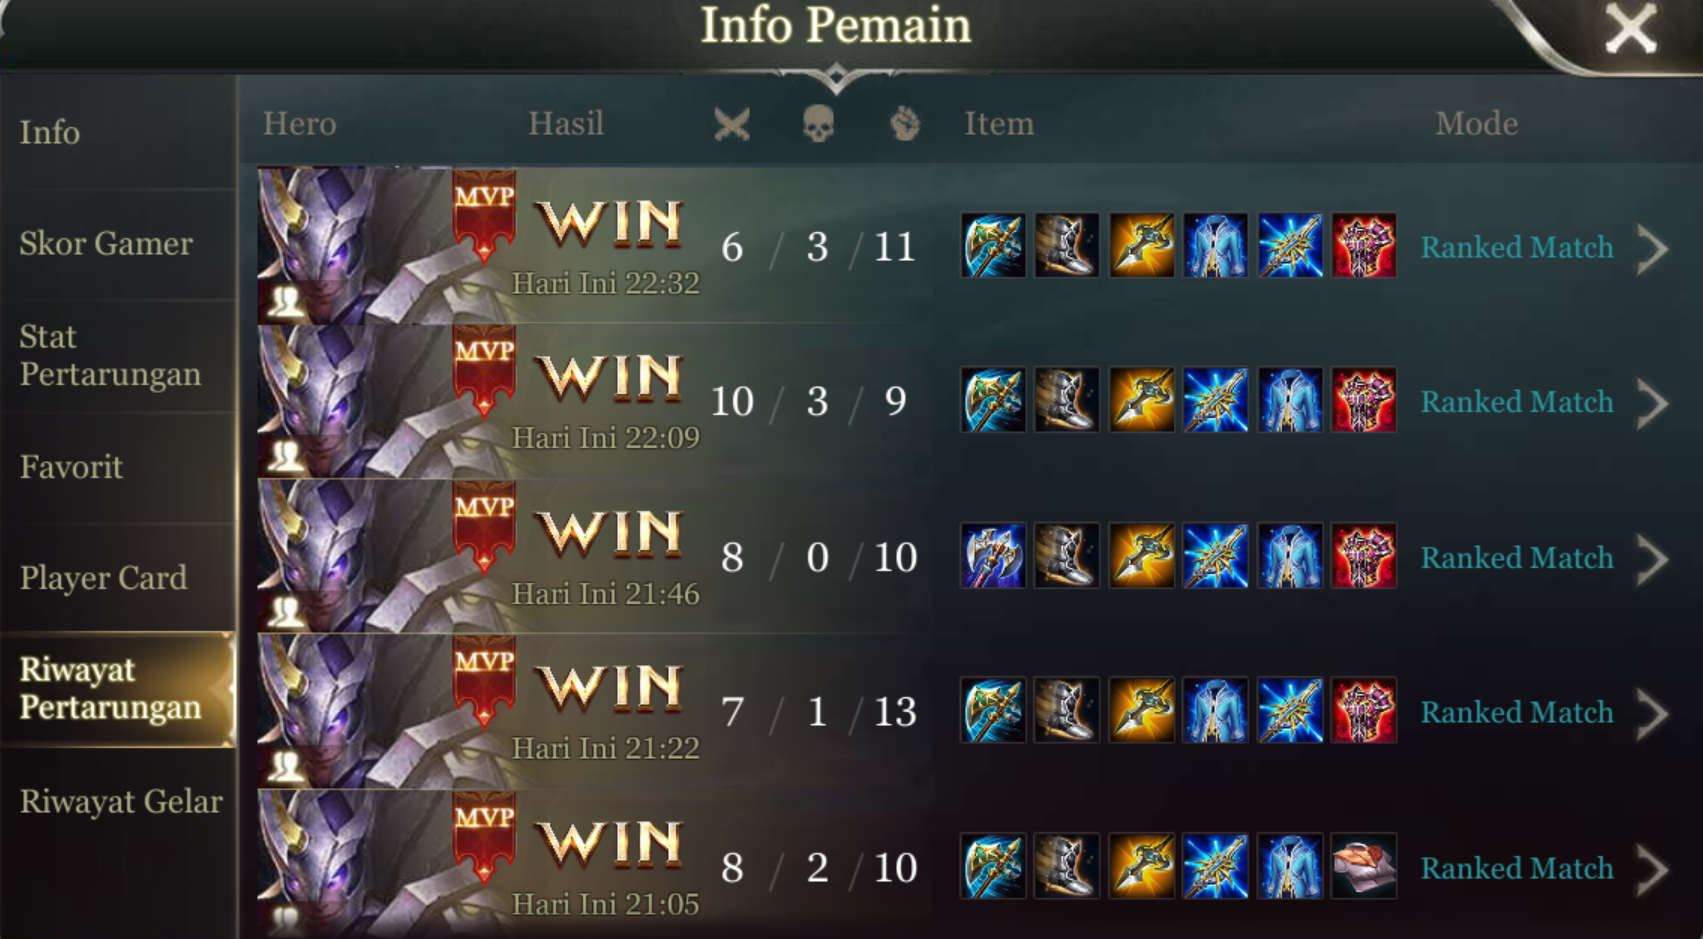 Info Pemain
Info
Skor Gamer
Stat
Pertarungan
Favorit
Player Card
Riwayat
Pertarungan
Riwayat Gelar
Hero Hasil Item Mode
MVP WIN 6 / 3 / 11 Ranked Match
Hari Ini 22:32
MVP WIN 10 / 3 / 9 Ranked Match
Hari Ini 22:09
MVP WIN 8 / 0 / 10 Ranked Match
Hari Ini 21:46
MVP WIN 7 / 1 / 13 Ranked Match
Hari Ini 21:22
MVP WIN 8 / 2 / 10 Ranked Match
Hari Ini 21:05